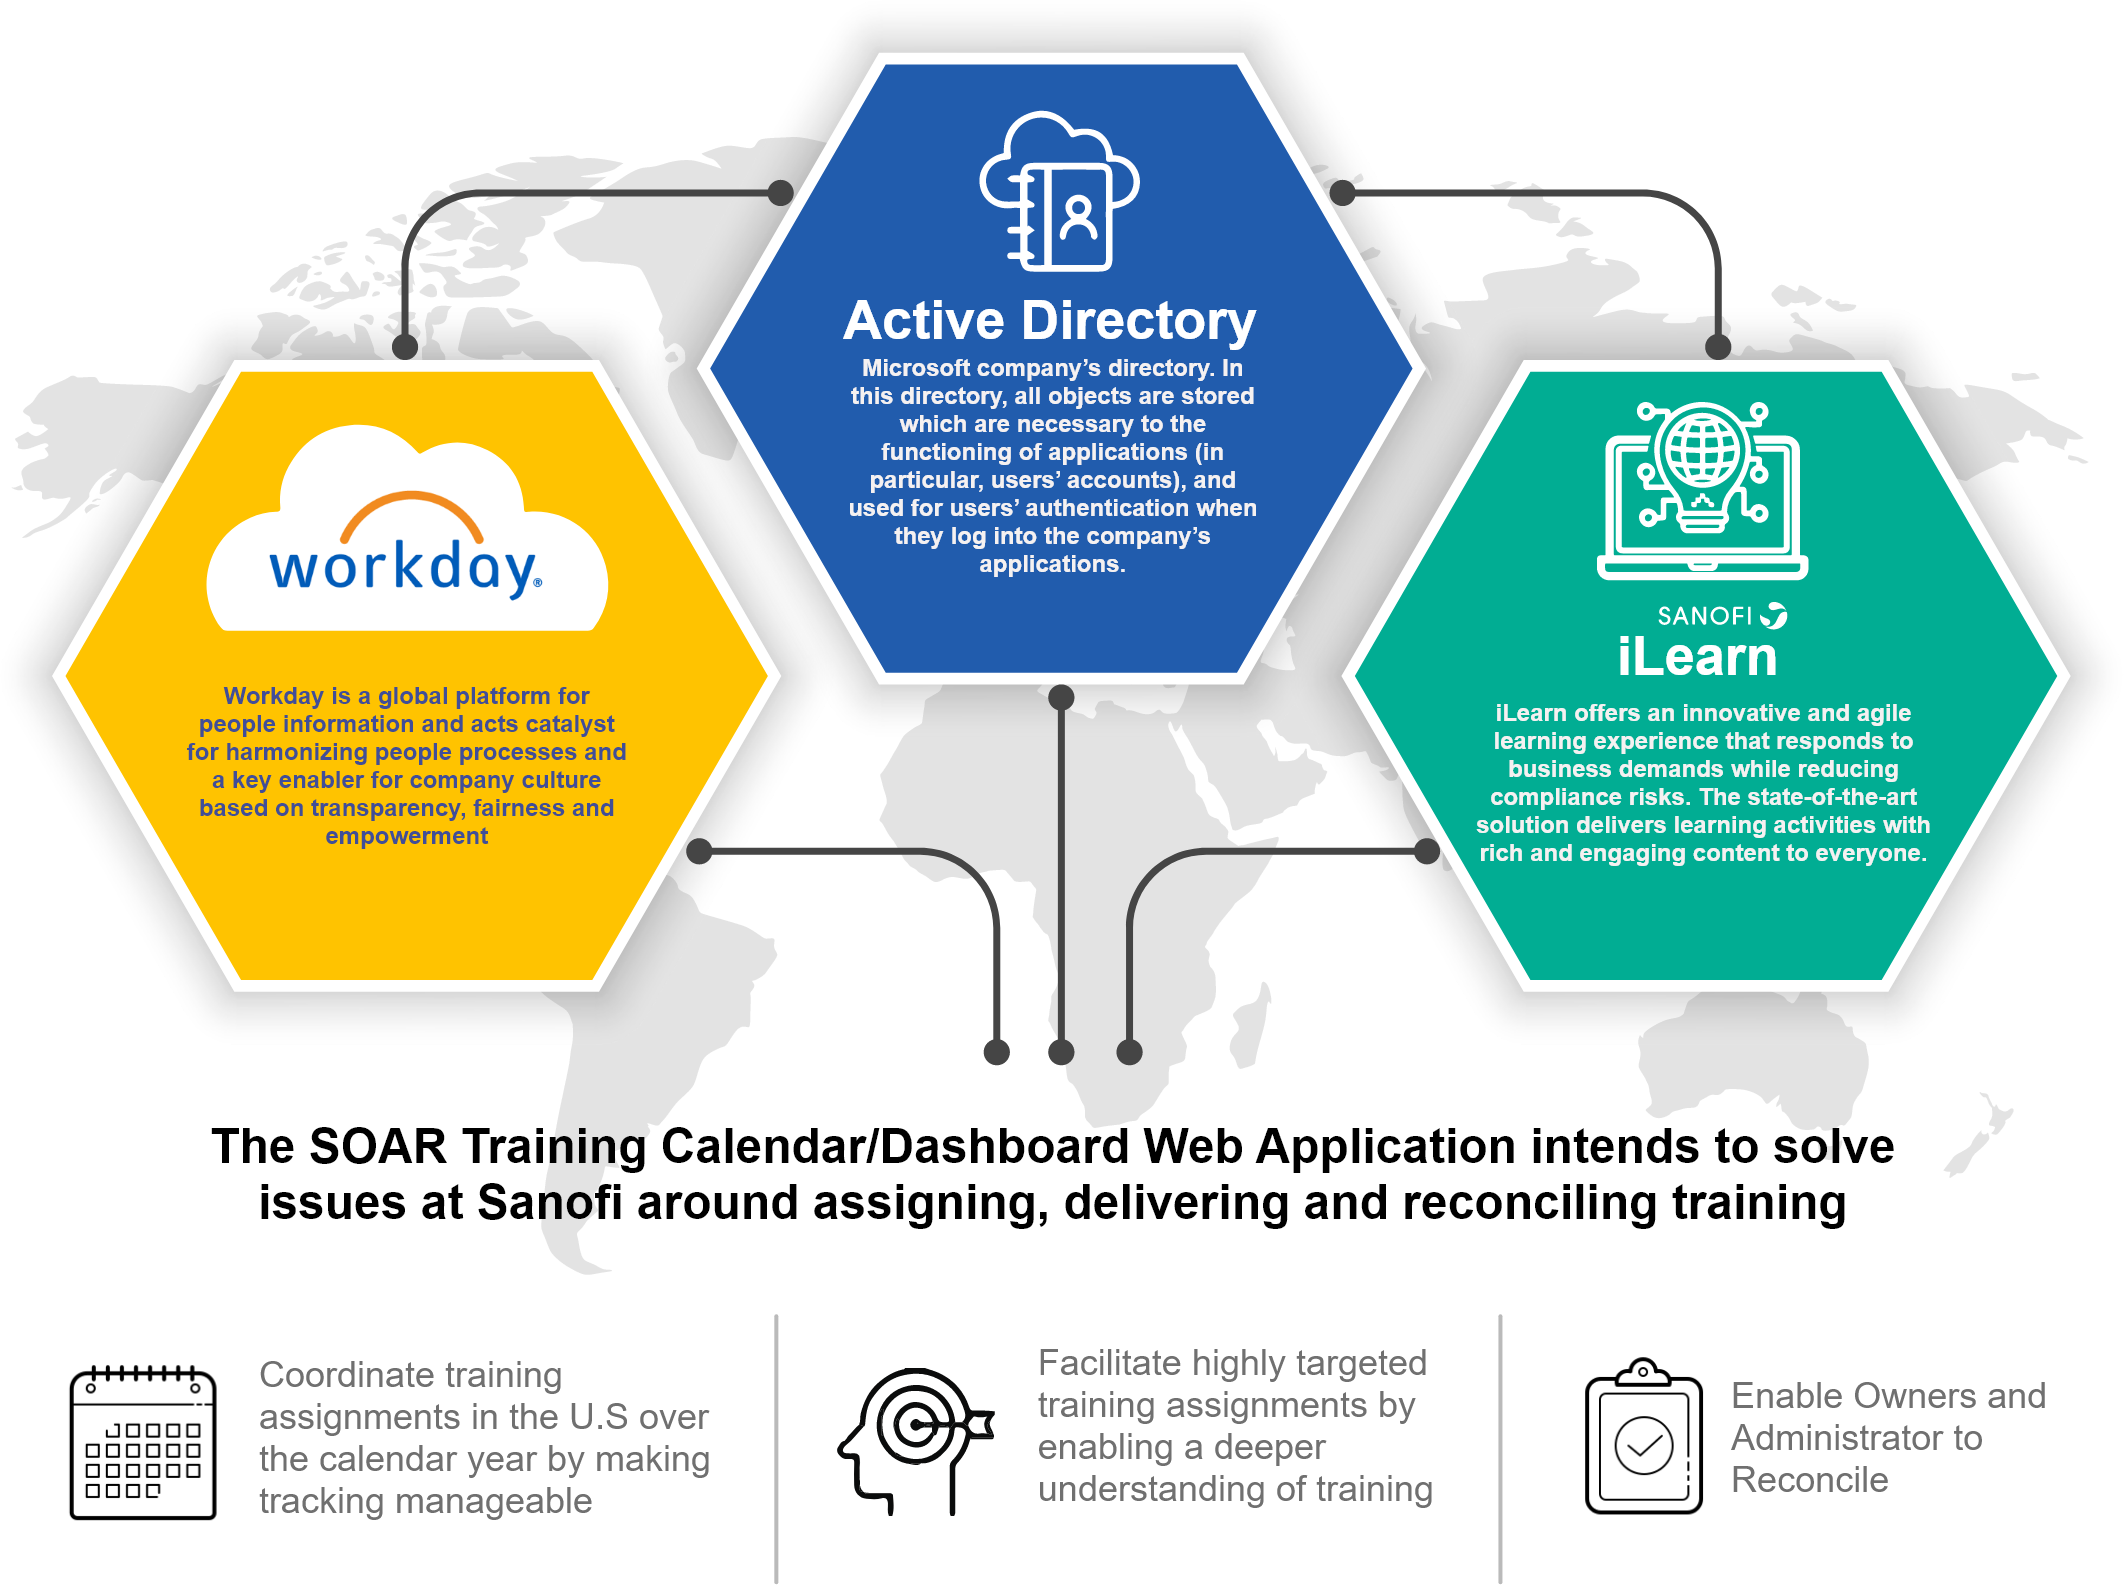 Active Directory
Microsoft company’s directory. In
this directory, all objects are stored
which are necessary to the
functioning of applications (in
particular, users’ accounts), and
used for users’ authentication when
they log into the company’s
applications.
workday®
Workday is a global platform for
people information and acts catalyst
for harmonizing people processes and
a key enabler for company culture
based on transparency, fairness and
empowerment
SANOFI
iLearn
iLearn offers an innovative and agile
learning experience that responds to
business demands while reducing
compliance risks. The state-of-the-art
solution delivers learning activities with
rich and engaging content to everyone.
The SOAR Training Calendar/Dashboard Web Application intends to solve
issues at Sanofi around assigning, delivering and reconciling training
Coordinate training
assignments in the U.S over
the calendar year by making
tracking manageable
Facilitate highly targeted
training assignments by
enabling a deeper
understanding of training
Enable Owners and
Administrator to
Reconcile